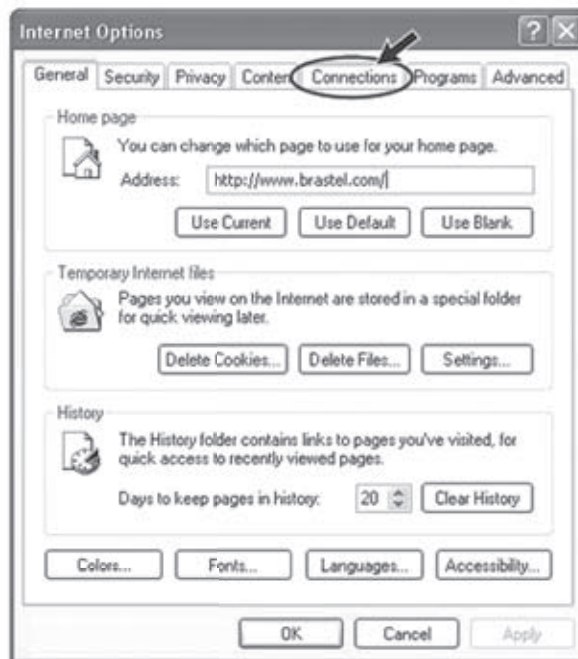 Internet Options
General Security Privacy Conten Connections Programs Advanced
Home page
You can change which page to use for your home page.
Address: http://www.brastel.com/
Use Current Use Default Use Blank
Temporary Internet files
Pages you view on the Internet are stored in a special folder
for quick viewing later.
Delete Cookies... Delete Files... Settings...
History
The History folder contains links to pages you've visited, for
quick access to recently viewed pages.
Days to keep pages in history: 20 Clear History
Colors... Fonts... Languages... Accessibility...
OK Cancel Apply